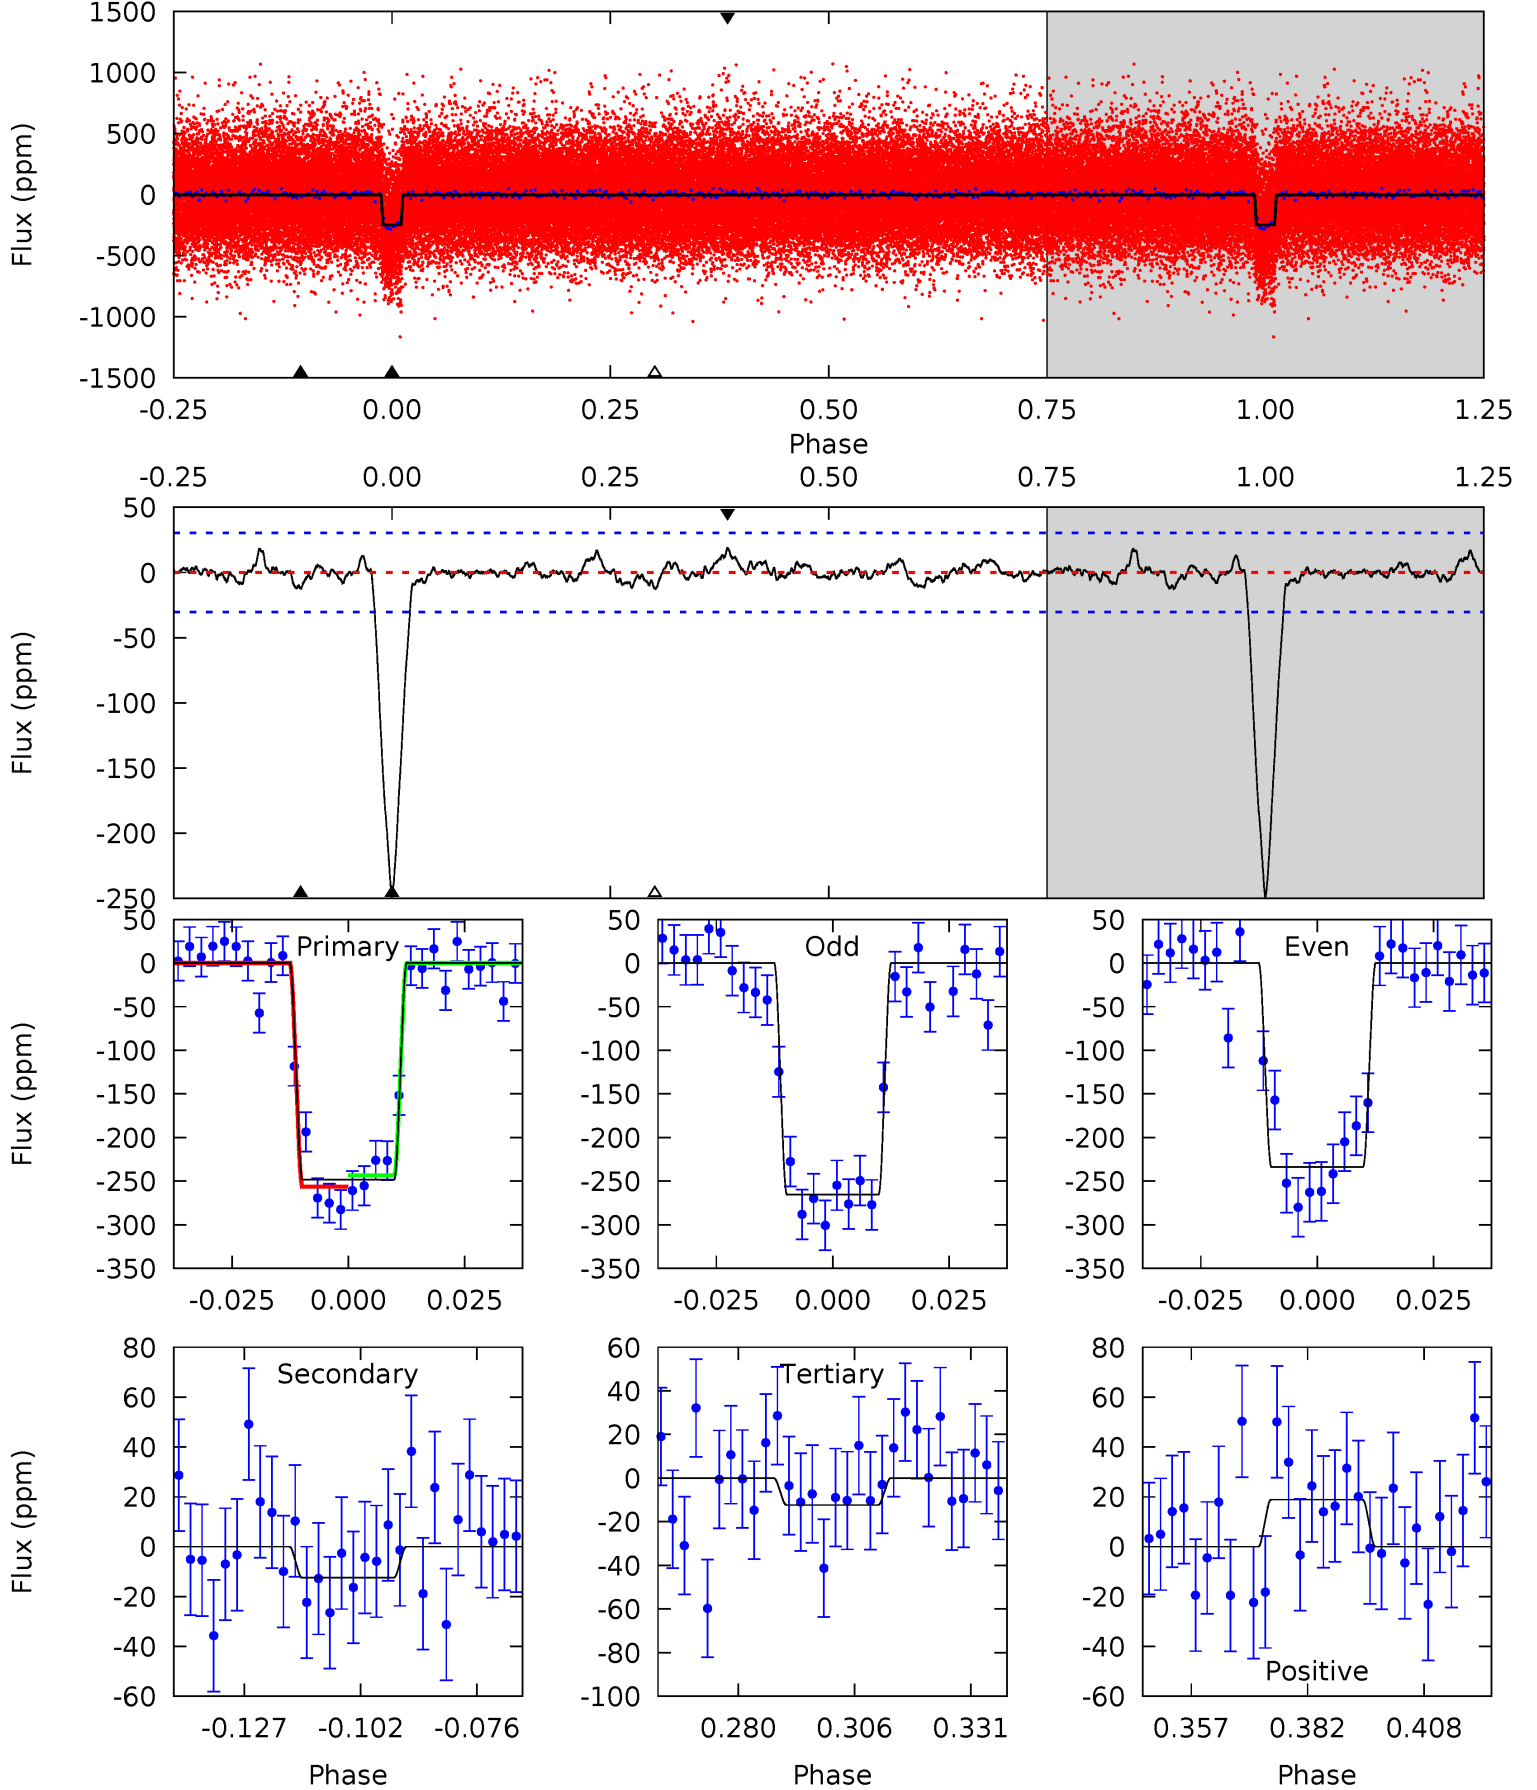 1500
1000
500
0
-500
-1000
-1500
Flux (ppm)
-0.25 0.00 0.25 0.50 0.75 1.00 1.25
Phase
-0.25 0.00 0.25 0.50 0.75 1.00 1.25
50
0
-50
-100
-150
-200
-250
Flux (ppm)
Primary Odd Even
50 50 50
0 0 0
-50 -50 -50
-100 -100 -100
-150 -150 -150
-200 -200 -200
-250 -250 -250
-300 -300 -300
-350 -350 -350
Flux (ppm)
-0.025 0.000 0.025 -0.025 0.000 0.025 -0.025 0.000 0.025
Secondary Tertiary Positive
80 60 80
60 40 60
40 20 40
20 0 20
0 -20 0
-20 -40 -20
-40 -60 -40
-60 -80 -60
-100
Flux (ppm)
-0.127 -0.102 -0.076 0.280 0.306 0.331 0.357 0.382 0.408
Phase Phase Phase